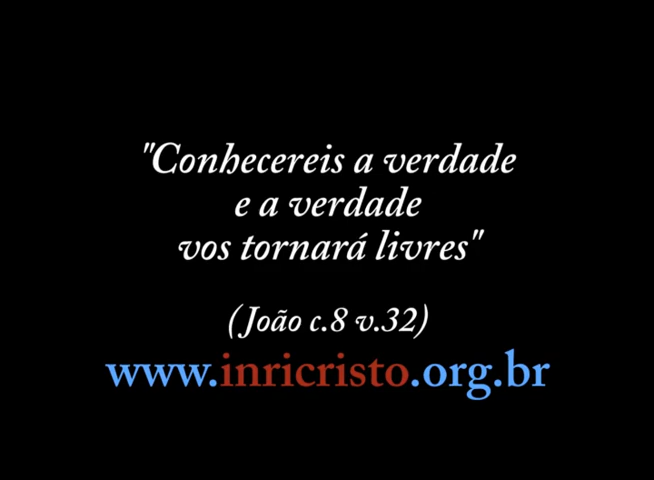 "Conhecereis a verdade
e a verdade
vos tornará livres"
(João c.8 v.32)
www.inricristo.org.br